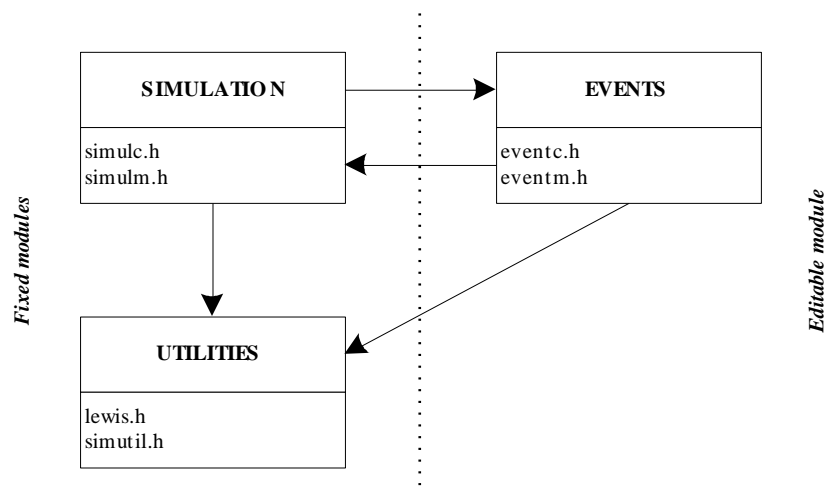 SIMULATION
EVENTS
simulc.h
simulm.h
eventc.h
eventm.h
Fixed modules
Editable module
UTILITIES
lewis.h
simutil.h